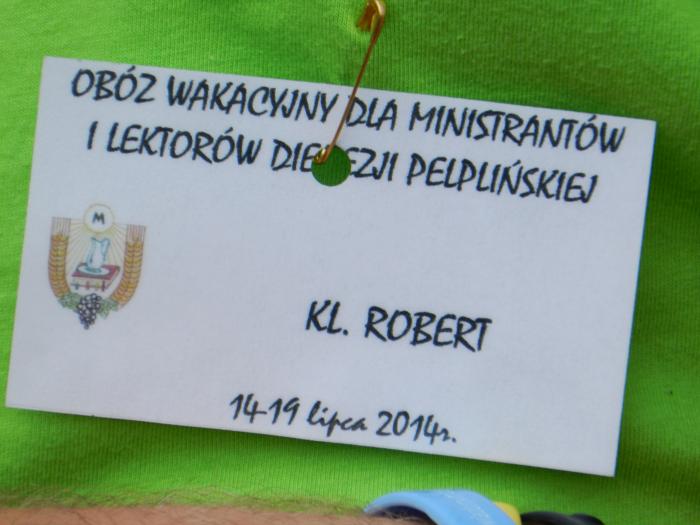 OBÓZ WAKACYJNY DLA MINISTRANTÓW
I LEKTORÓW DIECEZJI PELPLIŃSKIEJ
M
KL. ROBERT
14-19 lipca 2014r.